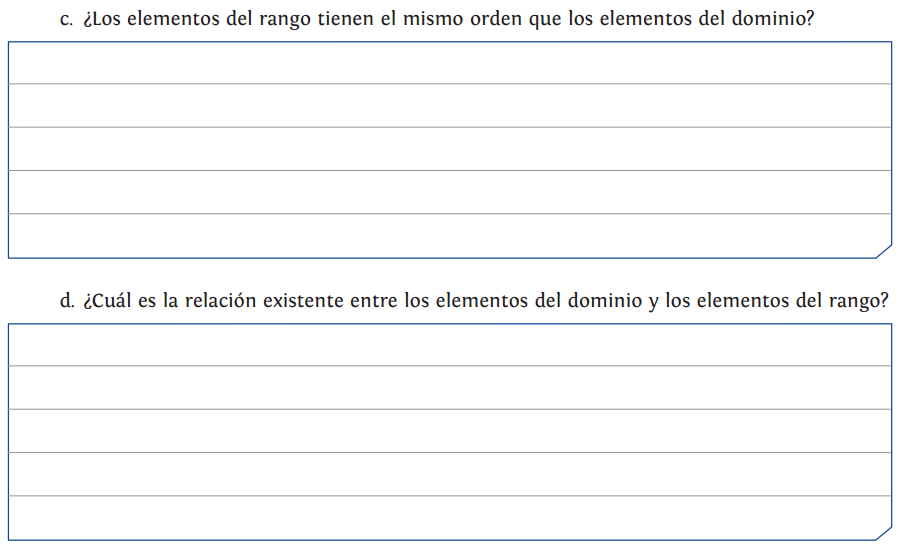 c. ¿Los elementos del rango tienen el mismo orden que los elementos del dominio?
d. ¿Cuál es la relación existente entre los elementos del dominio y los elementos del rango?